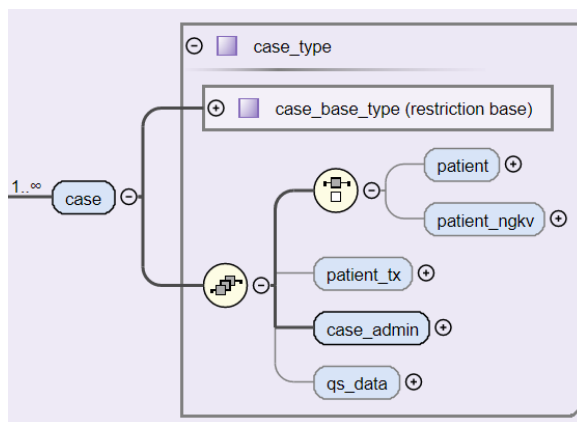 case_type
case_base_type (restriction base)
1..∞
case
patient
patient_ngkv
patient_tx
case_admin
qs_data